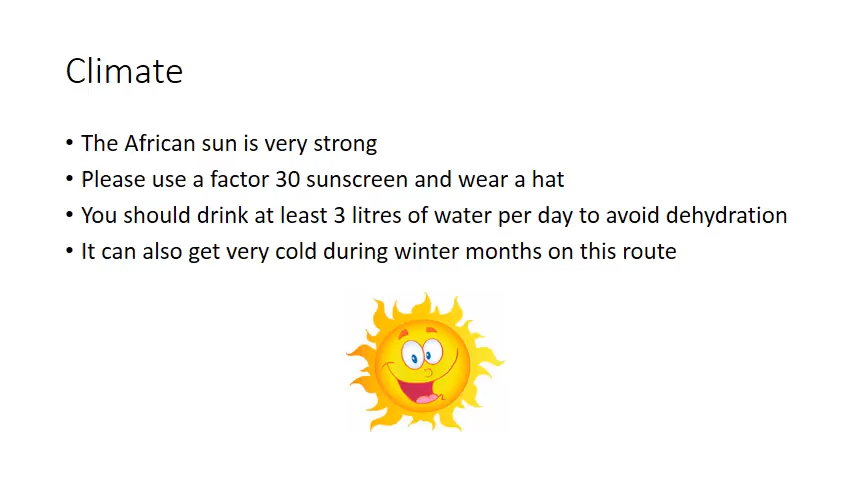 Climate
• The African sun is very strong
• Please use a factor 30 sunscreen and wear a hat
• You should drink at least 3 litres of water per day to avoid dehydration
• It can also get very cold during winter months on this route